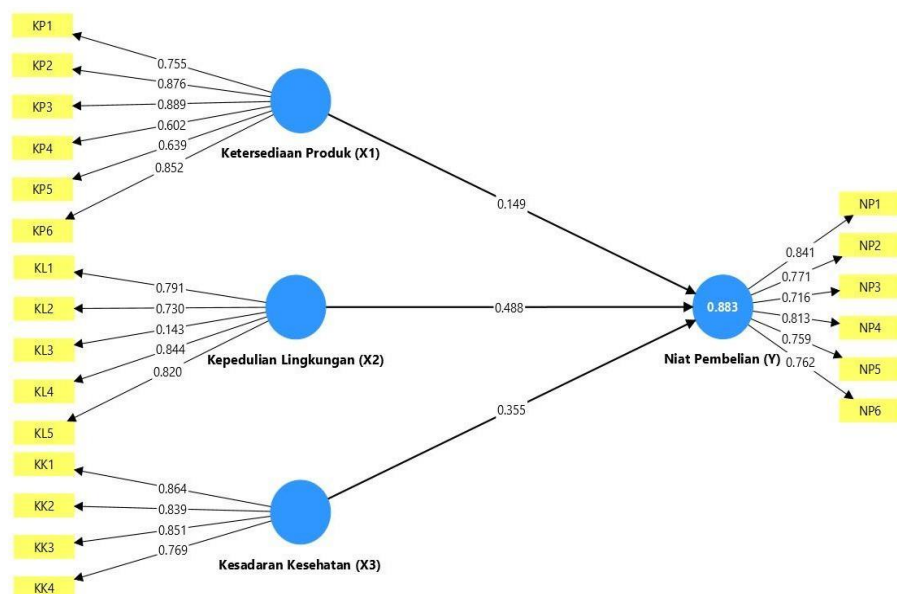 KP1
KP2
KP3
KP4
KP5
KP6
0.755
0.876
0.889
0.602
0.639
0.852
Ketersediaan Produk (X1)
0.149
KL1
KL2
KL3
KL4
KL5
0.791
0.730
0.143
0.844
0.820
Kepedulian Lingkungan (X2)
0.488
KK1
KK2
KK3
KK4
0.864
0.839
0.851
0.769
Kesadaran Kesehatan (X3)
0.355
0.883
Niat Pembelian (Y)
0.841
0.771
0.716
0.813
0.759
0.762
NP1
NP2
NP3
NP4
NP5
NP6